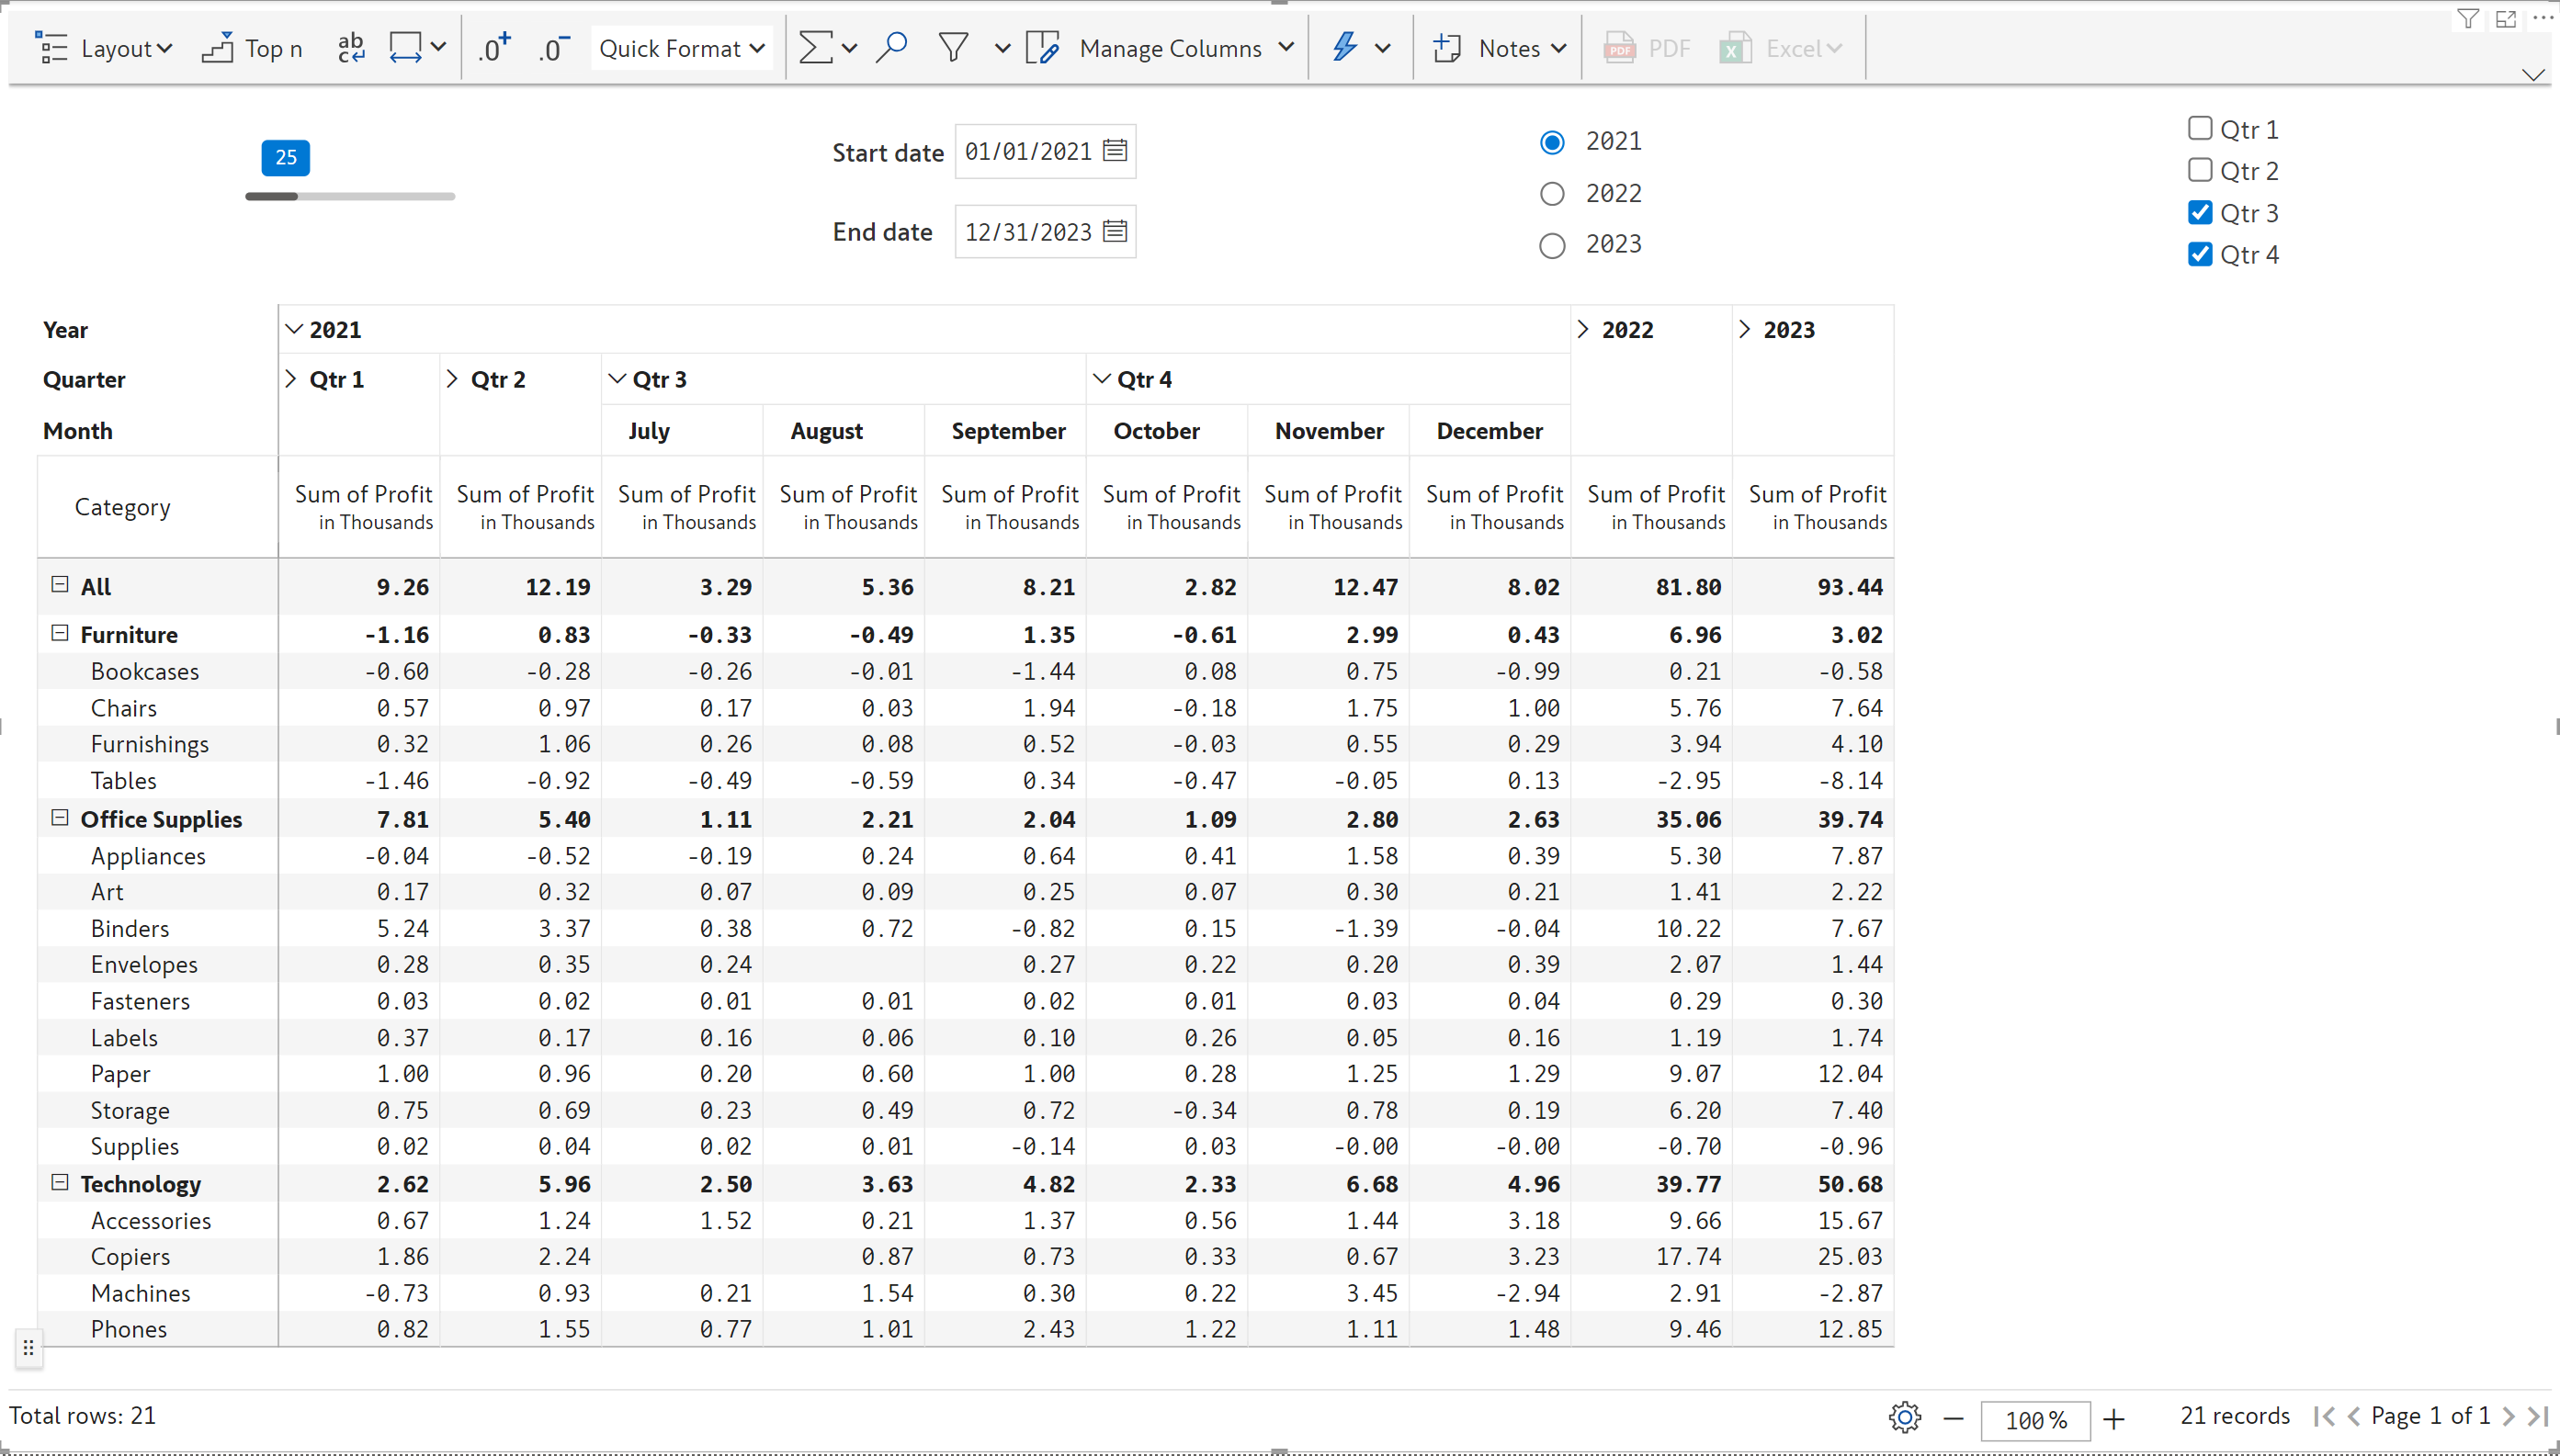 Layout Top n ab c .0+ .0- Quick Format Manage Columns Notes PDF PDF X Excel
25
Start date 01/01/2021
End date 12/31/2023
2021
2022
2023
Qtr 1
Qtr 2
Qtr 3
Qtr 4
Year 2021 2022 2023
Quarter Qtr 1 Qtr 2 Qtr 3 Qtr 4
Month July August September October November December
Category
Sum of Profit Sum of Profit Sum of Profit Sum of Profit Sum of Profit Sum of Profit Sum of Profit Sum of Profit Sum of Profit Sum of Profit
in Thousands in Thousands in Thousands in Thousands in Thousands in Thousands in Thousands in Thousands in Thousands in Thousands
All 9.26 12.19 3.29 5.36 8.21 2.82 12.47 8.02 81.80 93.44
Furniture -1.16 0.83 -0.33 -0.49 1.35 -0.61 2.99 0.43 6.96 3.02
Bookcases -0.60 -0.28 -0.26 -0.01 -1.44 0.08 0.75 -0.99 0.21 -0.58
Chairs 0.57 0.97 0.17 0.03 1.94 -0.18 1.75 1.00 5.76 7.64
Furnishings 0.32 1.06 0.26 0.08 0.52 -0.03 0.55 0.29 3.94 4.10
Tables -1.46 -0.92 -0.49 -0.59 0.34 -0.47 -0.05 0.13 -2.95 -8.14
Office Supplies 7.81 5.40 1.11 2.21 2.04 1.09 2.80 2.63 35.06 39.74
Appliances -0.04 -0.52 -0.19 0.24 0.64 0.41 1.58 0.39 5.30 7.87
Art 0.17 0.32 0.07 0.09 0.25 0.07 0.30 0.21 1.41 2.22
Binders 5.24 3.37 0.38 0.72 -0.82 0.15 -1.39 -0.04 10.22 7.67
Envelopes 0.28 0.35 0.24 0.27 0.22 0.20 0.39 2.07 1.44
Fasteners 0.03 0.02 0.01 0.01 0.02 0.01 0.03 0.04 0.29 0.30
Labels 0.37 0.17 0.16 0.06 0.10 0.26 0.05 0.16 1.19 1.74
Paper 1.00 0.96 0.20 0.60 1.00 0.28 1.25 1.29 9.07 12.04
Storage 0.75 0.69 0.23 0.49 0.72 -0.34 0.78 0.19 6.20 7.40
Supplies 0.02 0.04 0.02 0.01 -0.14 0.03 -0.00 -0.00 -0.70 -0.96
Technology 2.62 5.96 2.50 3.63 4.82 2.33 6.68 4.96 39.77 50.68
Accessories 0.67 1.24 1.52 0.21 1.37 0.56 1.44 3.18 9.66 15.67
Copiers 1.86 2.24 0.87 0.73 0.33 0.67 3.23 17.74 25.03
Machines -0.73 0.93 0.21 1.54 0.30 0.22 3.45 -2.94 2.91 -2.87
Phones 0.82 1.55 0.77 1.01 2.43 1.22 1.11 1.48 9.46 12.85
Total rows: 21 100 % 21 records Page 1 of 1